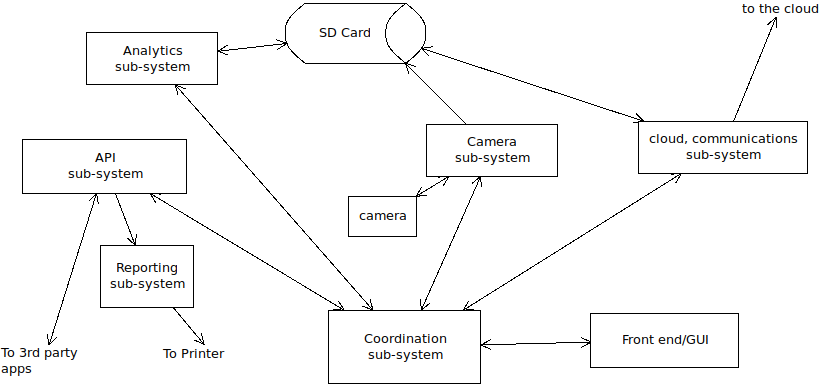 to the cloud
SD Card
Analytics
sub-system
cloud, communications
sub-system
Camera
sub-system
API
sub-system
camera
Reporting
sub-system
Coordination
sub-system
Front end/GUI
To 3rd party
apps
To Printer